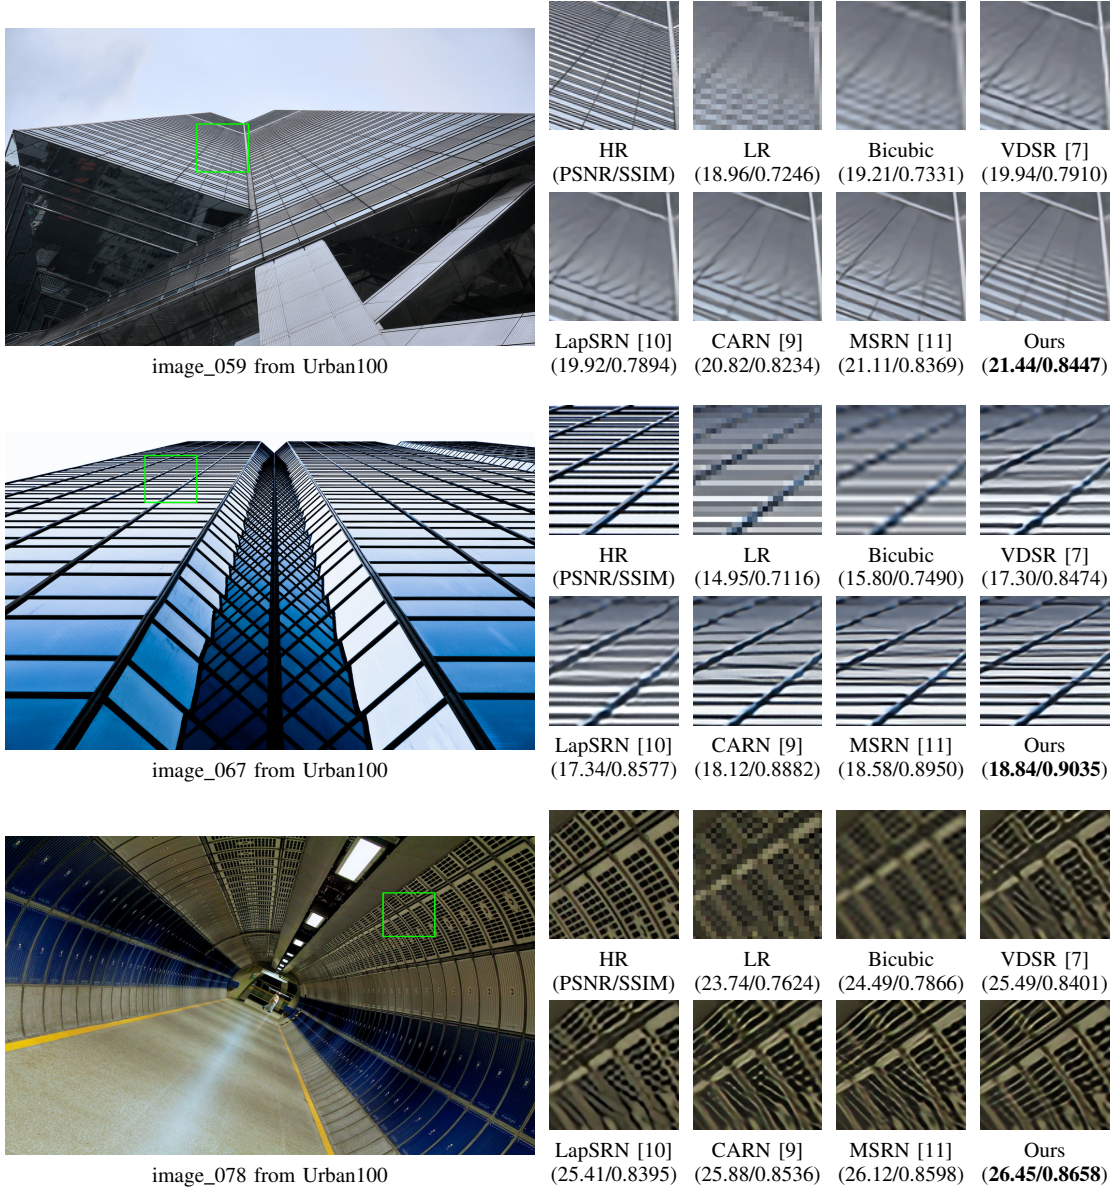 HR LR Bicubic VDSR [7]
(PSNR/SSIM) (18.96/0.7246) (19.21/0.7331) (19.94/0.7910)
LapSRN [10] CARN [9] MSRN [11] Ours
(19.92/0.7894) (20.82/0.8234) (21.11/0.8369) (21.44/0.8447)
image_059 from Urban100
HR LR Bicubic VDSR [7]
(PSNR/SSIM) (14.95/0.7116) (15.80/0.7490) (17.30/0.8474)
LapSRN [10] CARN [9] MSRN [11] Ours
(17.34/0.8577) (18.12/0.8882) (18.58/0.8950) (18.84/0.9035)
image_067 from Urban100
HR LR Bicubic VDSR [7]
(PSNR/SSIM) (23.74/0.7624) (24.49/0.7866) (25.49/0.8401)
LapSRN [10] CARN [9] MSRN [11] Ours
(25.41/0.8395) (25.88/0.8536) (26.12/0.8598) (26.45/0.8658)
image_078 from Urban100